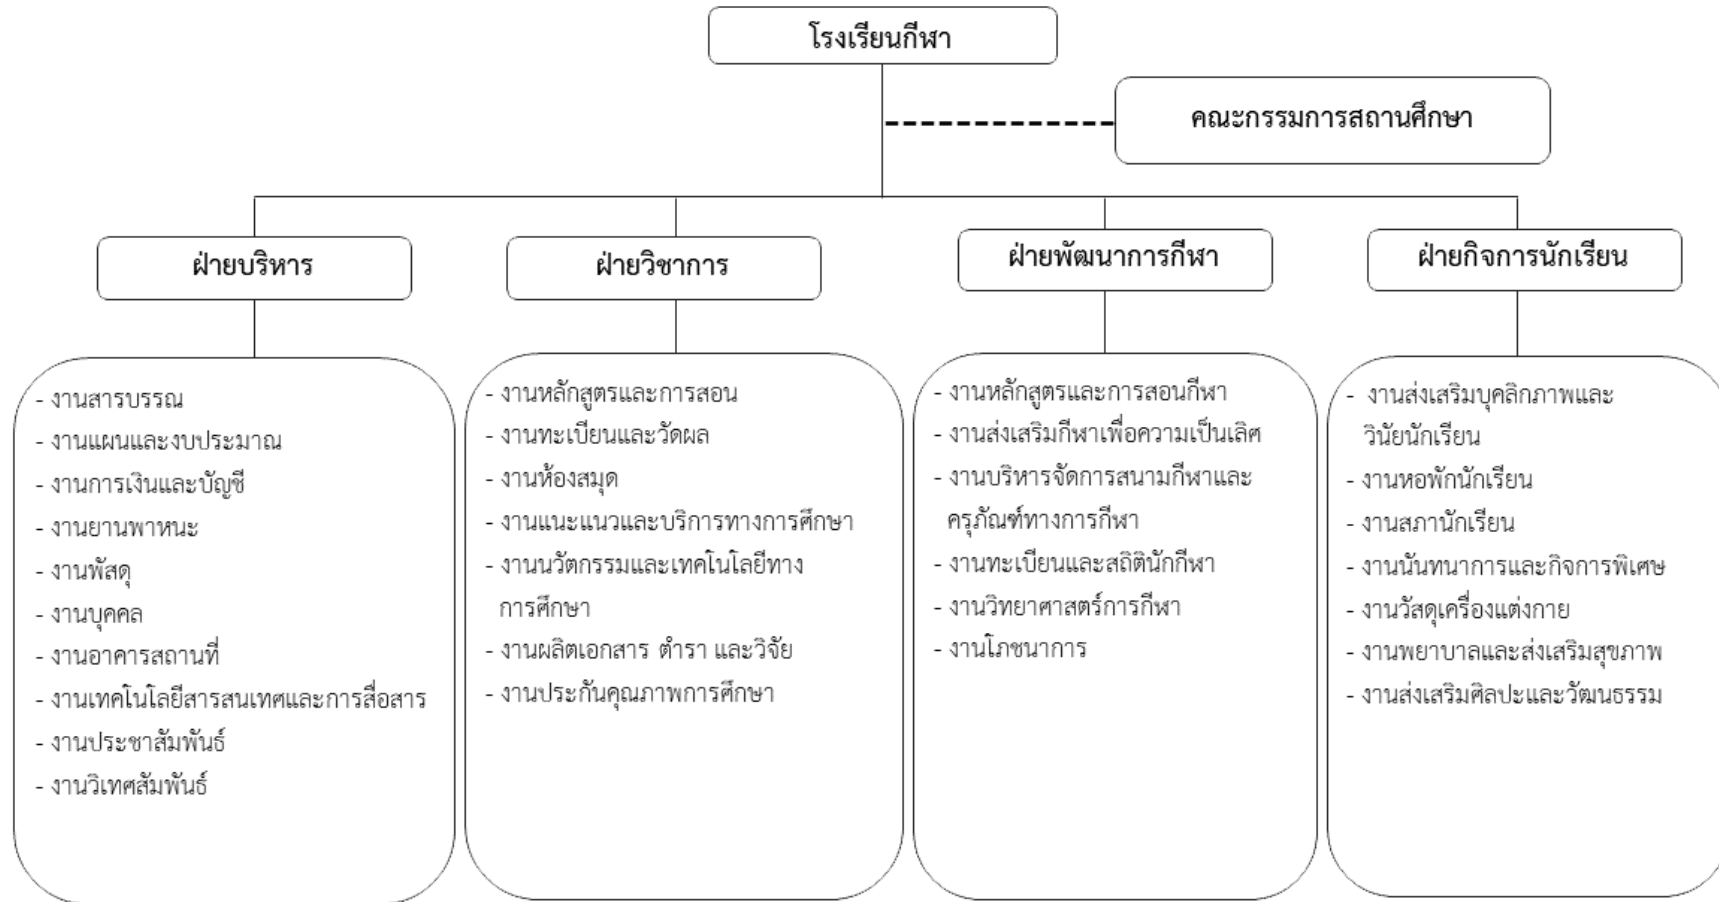 โรงเรียนกีฬา
คณะกรรมการสถานศึกษา
ฝ่ายบริหาร
ฝ่ายวิชาการ
ฝ่ายพัฒนาการกีฬา
ฝ่ายกิจการนักเรียน
- งานสารบรรณ
- งานแผนและงบประมาณ
- งานการเงินและบัญชี
- งานยานพาหนะ
- งานพัสดุ
- งานบุคคล
- งานอาคารสถานที่
- งานเทคโนโลยีสารสนเทศและการสื่อสาร
- งานประชาสัมพันธ์
- งานวิเทศสัมพันธ์
- งานหลักสูตรและการสอน
- งานทะเบียนและวัดผล
- งานห้องสมุด
- งานแนะแนวและบริการทางการศึกษา
- งานนวัตกรรมและเทคโนโลยีทาง
การศึกษา
- งานผลิตเอกสาร ตำรา และวิจัย
- งานประกันคุณภาพการศึกษา
- งานหลักสูตรและการสอนกีฬา
- งานส่งเสริมกีฬาเพื่อความเป็นเลิศ
- งานบริหารจัดการสนามกีฬาและ
ครุภัณฑ์ทางการกีฬา
- งานทะเบียนและสถิตินักกีฬา
- งานวิทยาศาสตร์การกีฬา
- งานโภชนาการ
- งานส่งเสริมบุคลิกภาพและ
วินัยนักเรียน
- งานหอพักนักเรียน
- งานสภานักเรียน
- งานนันทนาการและกิจการพิเศษ
- งานวัสดุเครื่องแต่งกาย
- งานพยาบาลและส่งเสริมสุขภาพ
- งานส่งเสริมศิลปะและวัฒนธรรม